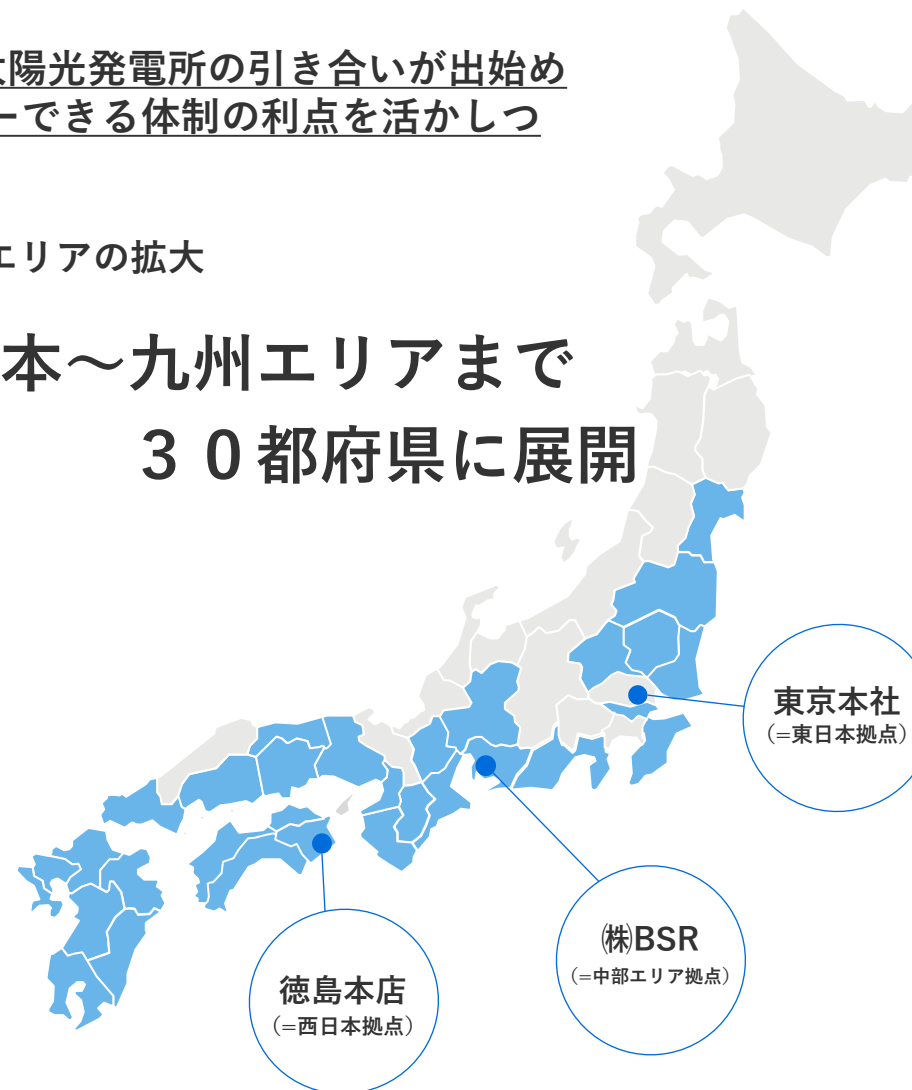 太陽光発電所の引き合いが出始め
ーできる体制の利点を活かしつ
エリアの拡大
本～九州エリアまで
３０都府県に展開
東京本社
(=東日本拠点)
㈱BSR
(=中部エリア拠点)
徳島本店
(=西日本拠点)